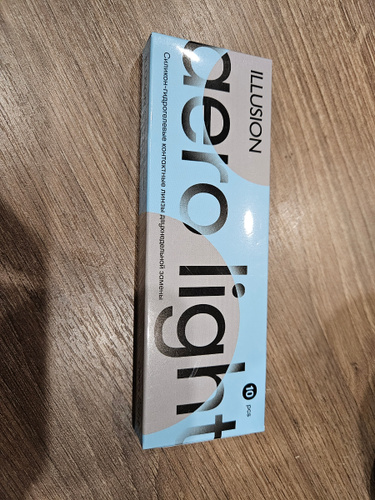 ILLUSION
aero light
Силикон-гидрогелевые контактные линзы двухнедельной замены
10 pcs